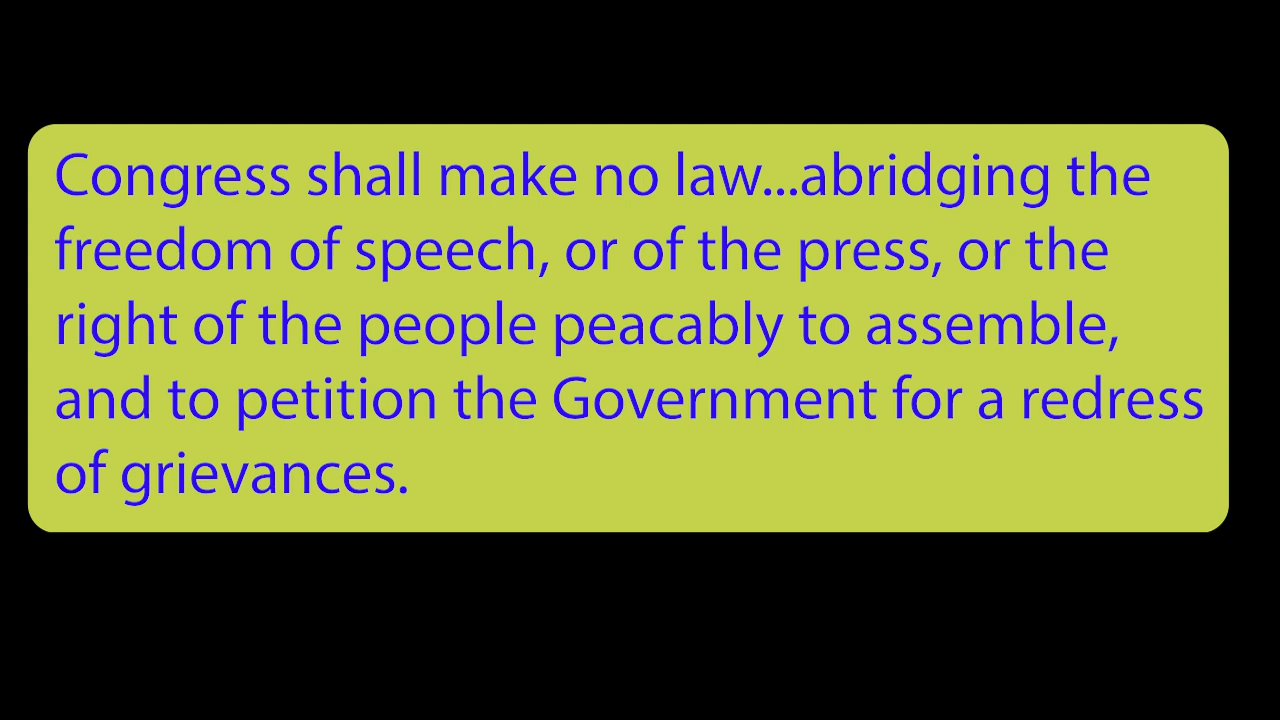 Congress shall make no law...abridging the
freedom of speech, or of the press, or the
right of the people peacably to assemble,
and to petition the Government for a redress
of grievances.